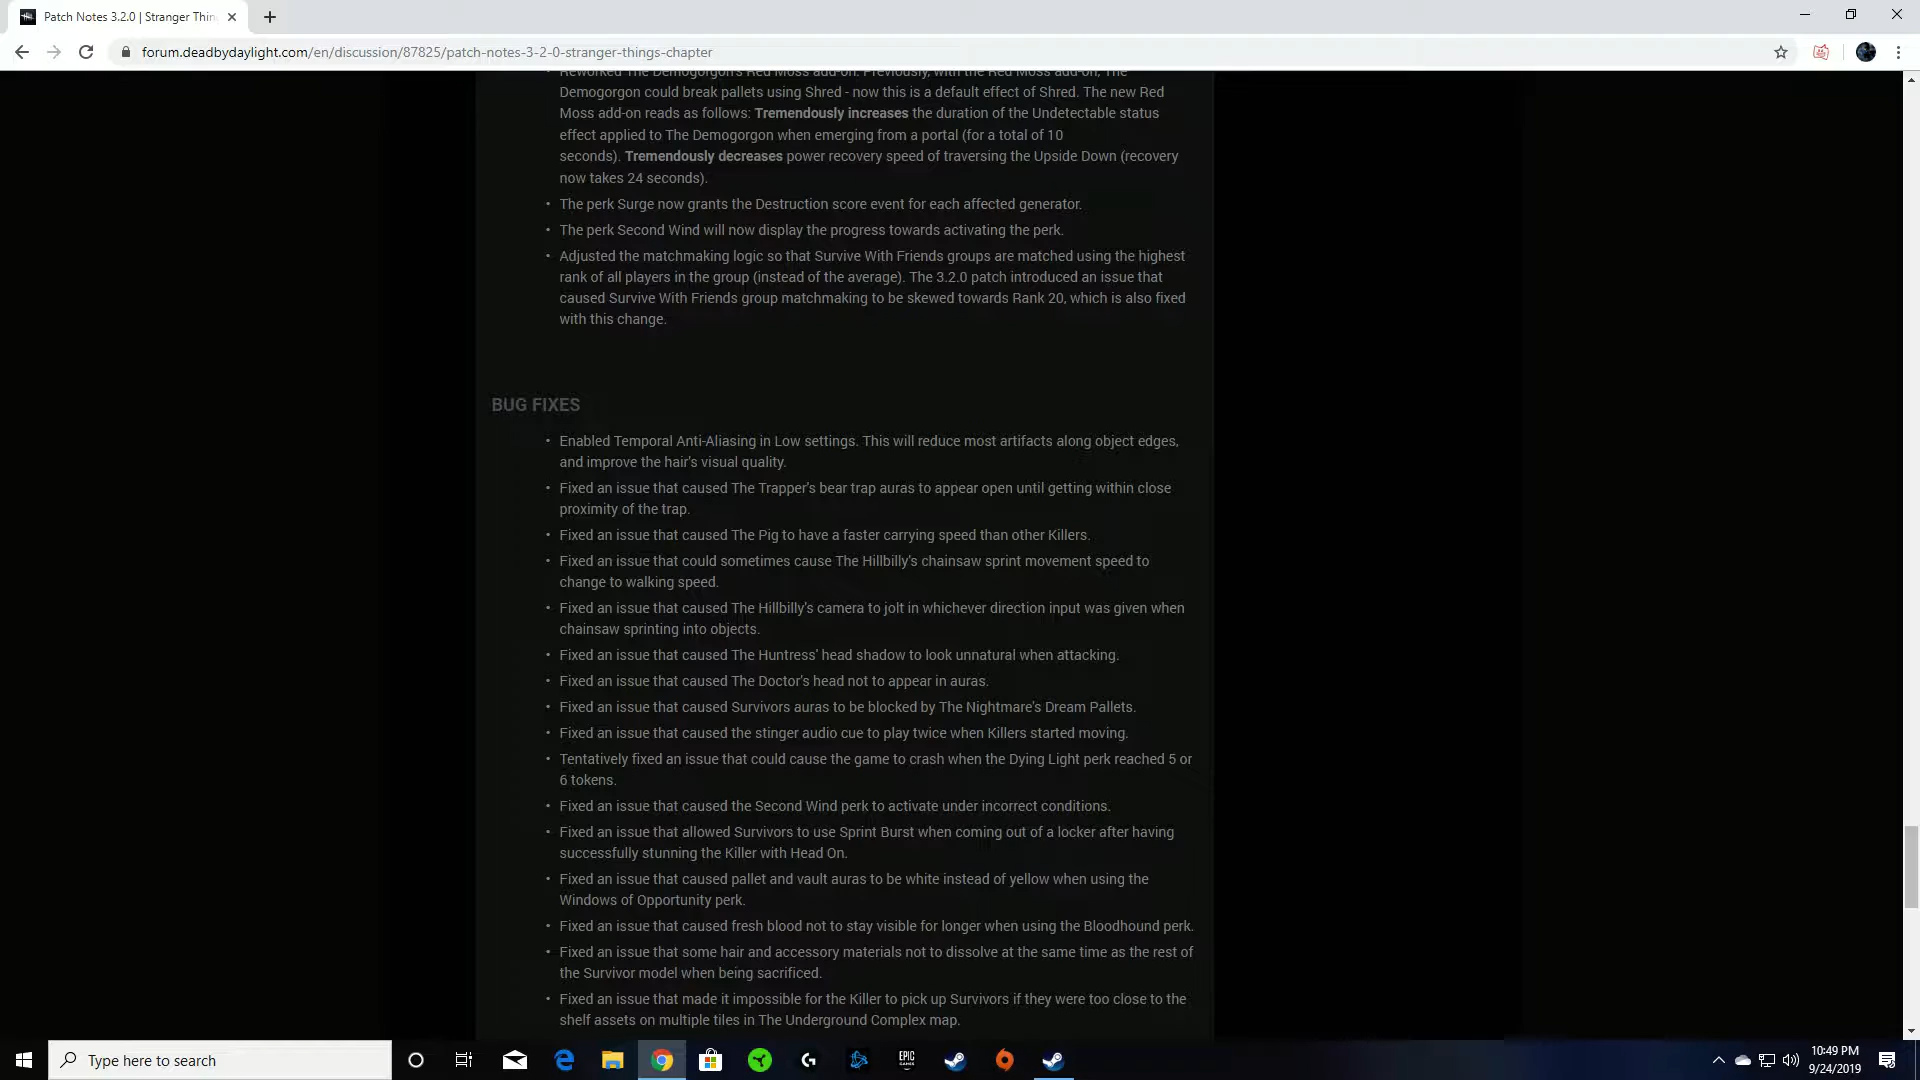 Patch Notes 3.2.0 | Stranger Thin
forum.deadbydaylight.com/en/discussion/87825/patch-notes-3-2-0-stranger-things-chapter
• Reworked The Demogorgon's Red Moss add-on. Previously, with the Red Moss add-on, The
Demogorgon could break pallets using Shred - now this is a default effect of Shred. The new Red
Moss add-on reads as follows: Tremendously increases the duration of the Undetectable status
effect applied to The Demogorgon when emerging from a portal (for a total of 10
seconds). Tremendously decreases power recovery speed of traversing the Upside Down (recovery
now takes 24 seconds).
• The perk Surge now grants the Destruction score event for each affected generator.
• The perk Second Wind will now display the progress towards activating the perk.
• Adjusted the matchmaking logic so that Survive With Friends groups are matched using the highest
rank of all players in the group (instead of the average). The 3.2.0 patch introduced an issue that
caused Survive With Friends group matchmaking to be skewed towards Rank 20, which is also fixed
with this change.
BUG FIXES
• Enabled Temporal Anti-Aliasing in Low settings. This will reduce most artifacts along object edges,
and improve the hair's visual quality.
• Fixed an issue that caused The Trapper's bear trap auras to appear open until getting within close
proximity of the trap.
• Fixed an issue that caused The Pig to have a faster carrying speed than other Killers.
• Fixed an issue that could sometimes cause The Hillbilly's chainsaw sprint movement speed to
change to walking speed.
• Fixed an issue that caused The Hillbilly's camera to jolt in whichever direction input was given when
chainsaw sprinting into objects.
• Fixed an issue that caused The Huntress' head shadow to look unnatural when attacking.
• Fixed an issue that caused The Doctor's head not to appear in auras.
• Fixed an issue that caused Survivors auras to be blocked by The Nightmare's Dream Pallets.
• Fixed an issue that caused the stinger audio cue to play twice when Killers started moving.
• Tentatively fixed an issue that could cause the game to crash when the Dying Light perk reached 5 or
6 tokens.
• Fixed an issue that caused the Second Wind perk to activate under incorrect conditions.
• Fixed an issue that allowed Survivors to use Sprint Burst when coming out of a locker after having
successfully stunning the Killer with Head On.
• Fixed an issue that caused pallet and vault auras to be white instead of yellow when using the
Windows of Opportunity perk.
• Fixed an issue that caused fresh blood not to stay visible for longer when using the Bloodhound perk.
• Fixed an issue that some hair and accessory materials not to dissolve at the same time as the rest of
the Survivor model when being sacrificed.
• Fixed an issue that made it impossible for the Killer to pick up Survivors if they were too close to the
shelf assets on multiple tiles in The Underground Complex map.
Type here to search
EPIC
GAMES
10:49 PM
9/24/2019